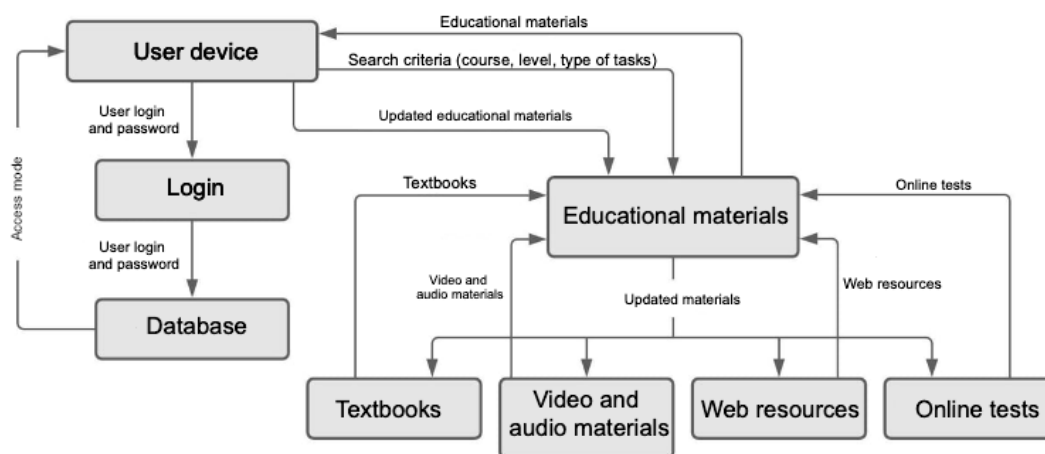 Educational materials
User device
Search criteria (course, level, type of tasks)
User login
and password
Updated educational materials
Access mode
Login
Textbooks
Online tests
Educational materials
User login
and password
Video and
audio materials
Web resources
Updated materials
Database
Textbooks
Video and
audio materials
Web resources
Online tests